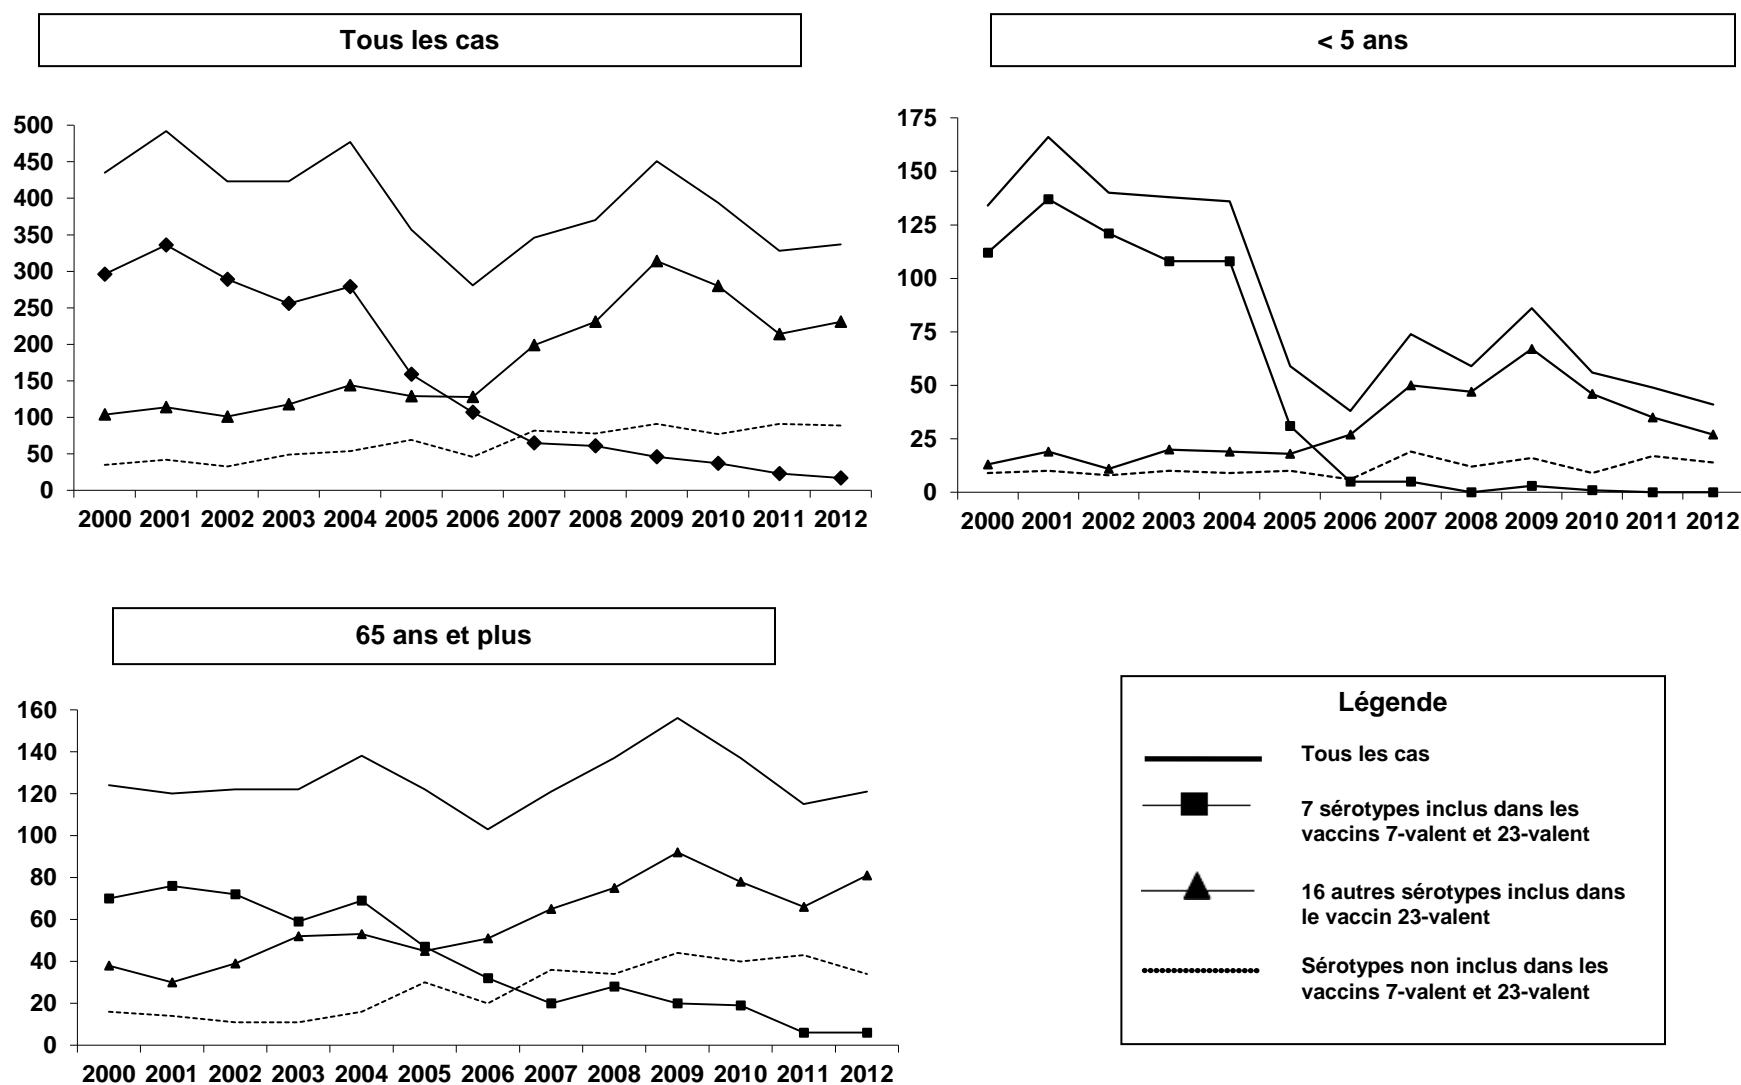 Tous les cas
500
450
400
350
300
250
200
150
100
50
0
2000 2001 2002 2003 2004 2005 2006 2007 2008 2009 2010 2011 2012
< 5 ans
175
150
125
100
75
50
25
0
2000 2001 2002 2003 2004 2005 2006 2007 2008 2009 2010 2011 2012
65 ans et plus
160
140
120
100
80
60
40
20
0
2000 2001 2002 2003 2004 2005 2006 2007 2008 2009 2010 2011 2012
Légende
Tous les cas
7 sérotypes inclus dans les
vaccins 7-valent et 23-valent
16 autres sérotypes inclus dans
le vaccin 23-valent
Sérotypes non inclus dans les
vaccins 7-valent et 23-valent